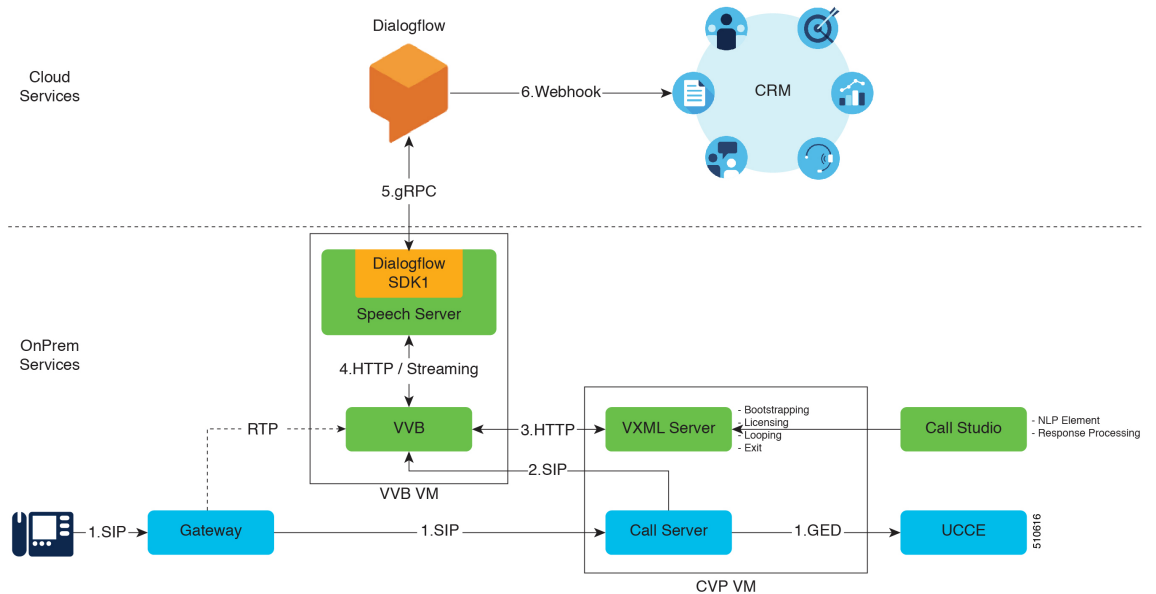 Dialogflow
Cloud
Services
6.Webhook
CRM
5.gRPC
Dialogflow
SDK1
Speech Server
OnPrem
Services
4.HTTP / Streaming
RTP
VVB
3.HTTP
VXML Server
- Bootstrapping
- Licensing
- Looping
- Exit
Call Studio
- NLP Element
- Response Processing
2.SIP
VVB VM
1.SIP
Gateway
1.SIP
Call Server
1.GED
UCCE
510616
CVP VM